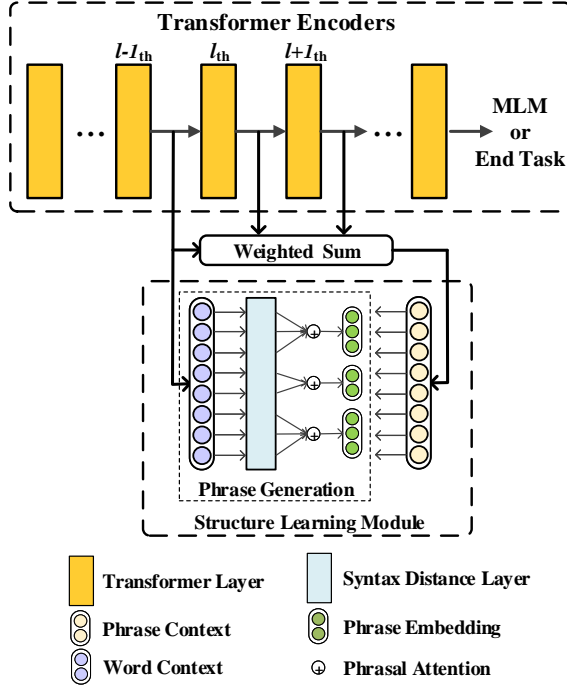 Transformer Encoders
l-1th lth l+1th
... ...
MLM
or
End Task
Weighted Sum
+
+
+
Phrase Generation
Structure Learning Module
Transformer Layer
Syntax Distance Layer
Phrase Context
Phrase Embedding
Word Context
+ Phrasal Attention